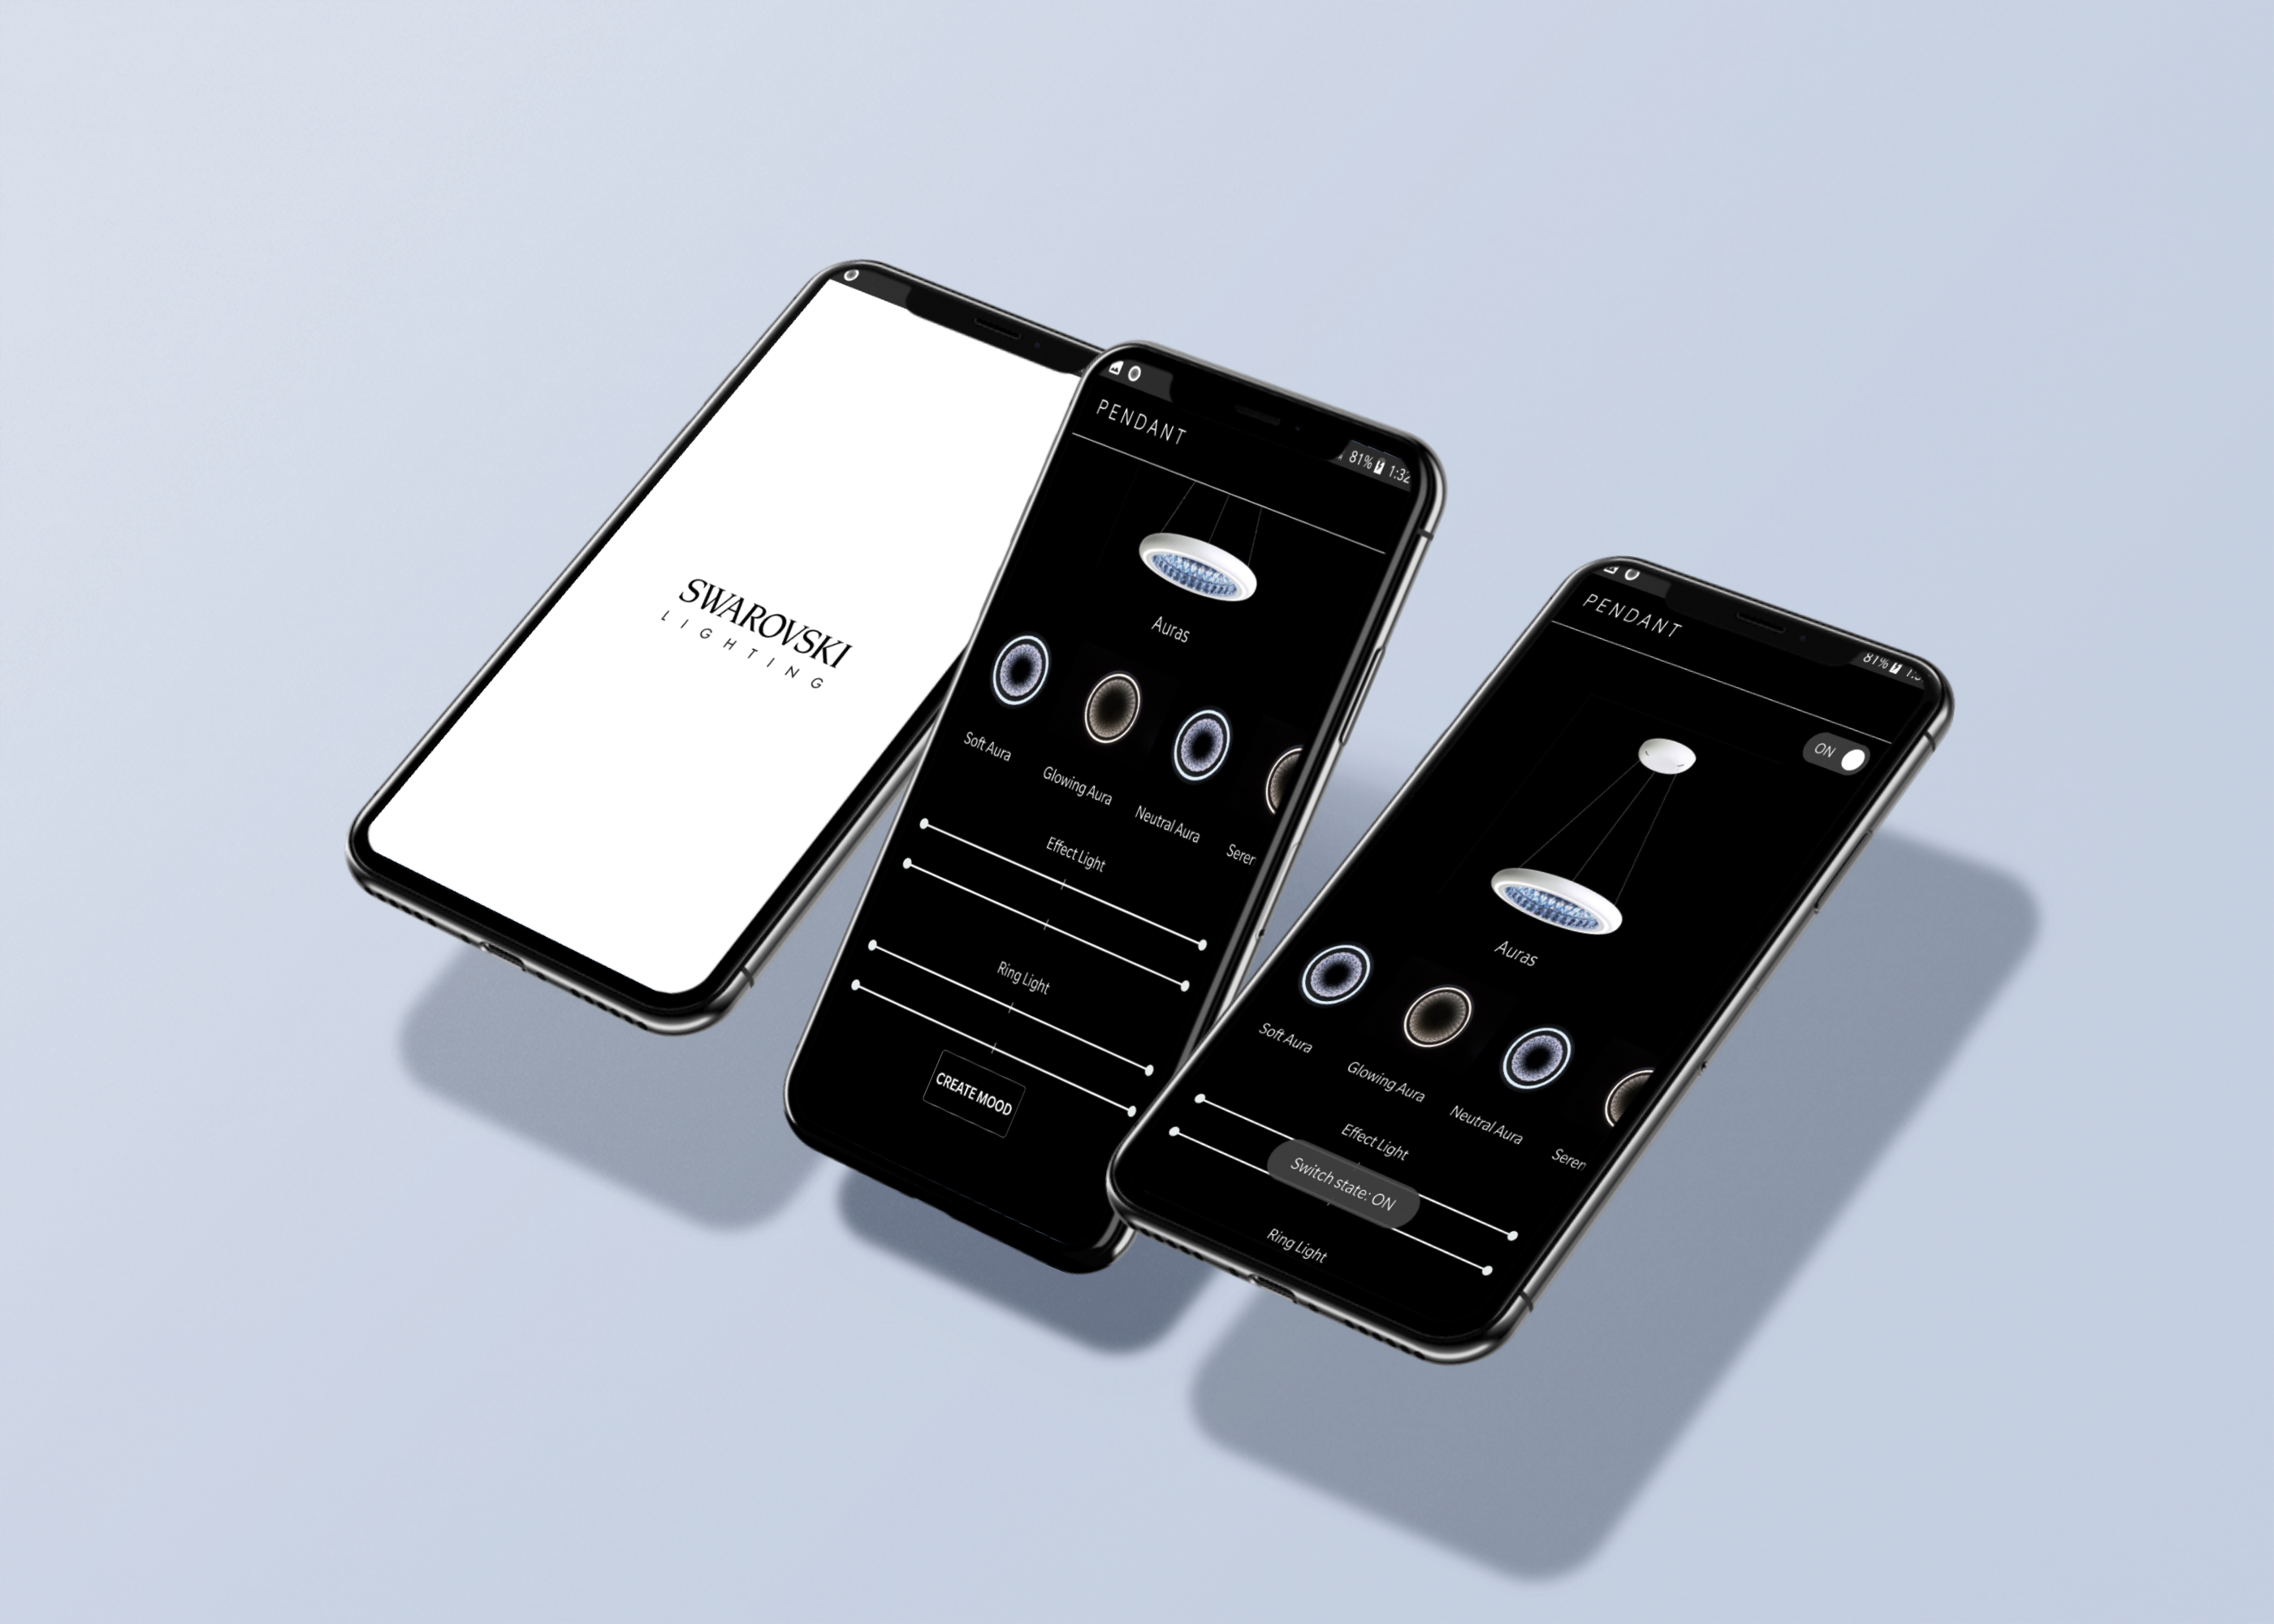 SWAROVSKI
LIGHTING
81% 1:32
PENDANT
Auras
Soft Aura
Glowing Aura
Neutral Aura
Seren
Effect Light
Ring Light
CREATE MOOD
81%
PENDANT
ON
Auras
Soft Aura
Glowing Aura
Neutral Aura
Seren
Effect Light
Switch state: ON
Ring Light